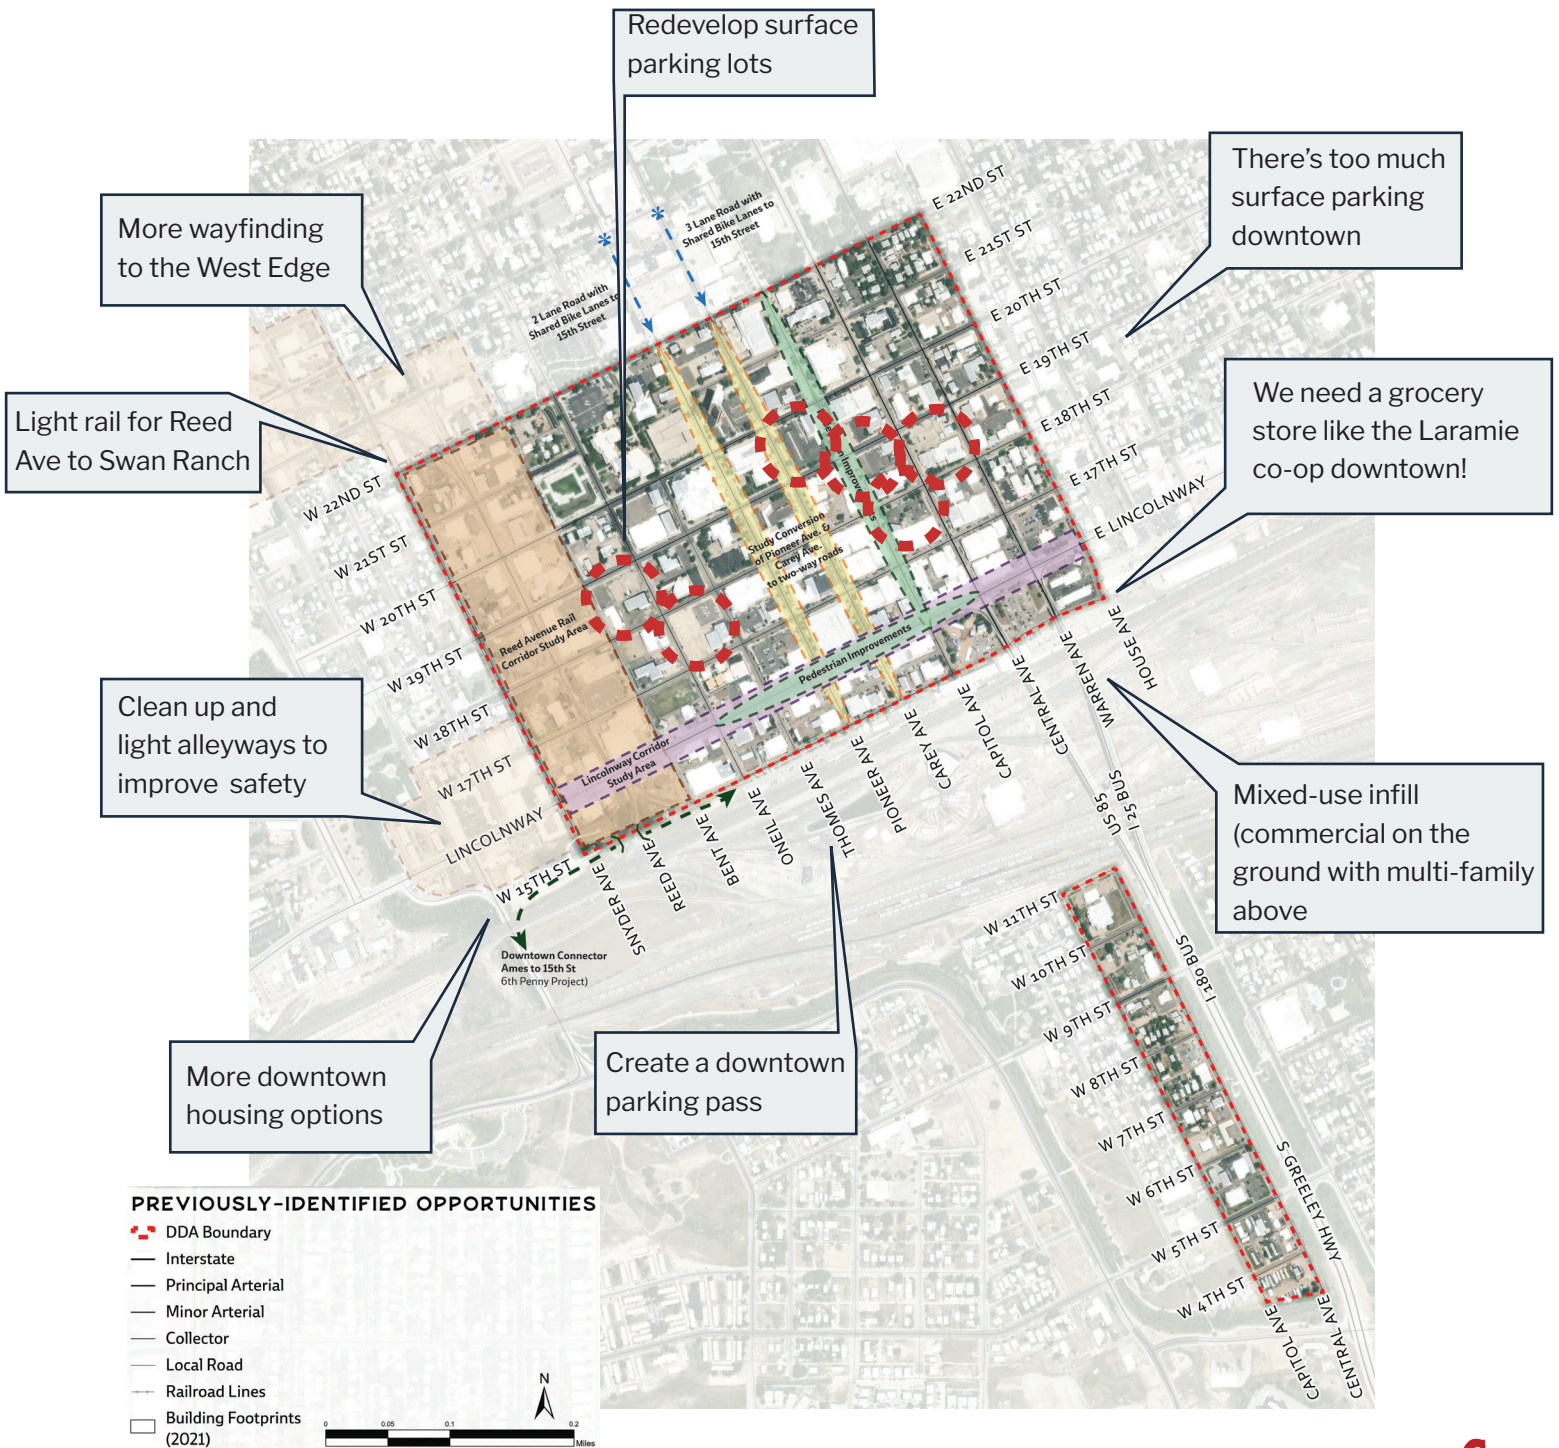 Redevelop surface
parking lots
There's too much
surface parking
downtown
More wayfinding
to the West Edge
3 Lane Road with
Shared Bike Lanes to
15th Street
2 Lane Road with
Shared Bike Lanes to
15th Street
E 22ND ST
E 21ST ST
E 20TH ST
E 19TH ST
E 18TH ST
E 17TH ST
E LINCOLNWAY
We need a grocery
store like the Laramie
co-op downtown!
Light rail for Reed
Ave to Swan Ranch
W 22ND ST
W 21ST ST
W 20TH ST
W 19TH ST
W 18TH ST
W 17TH ST
LINCOLNWAY
W 15TH ST
Study Conversion
of Pioneer Ave. &
Carey Ave.
to two-way roads
Reed Avenue Rail
Corridor Study Area
Pedestrian Improvements
Lincolnway Corridor
Study Area
Clean up and
light alleyways to
improve safety
SNYDER AVE
REED AVE
BENT AVE
ONEIL AVE
THOMES AVE
PIONEER AVE
CAREY AVE
CAPITOL AVE
CENTRAL AVE
WARREN AVE
HOUSE AVE
US 85
I 25 BUS
Mixed-use infill
(commercial on the
ground with multi-family
above
Downtown Connector
Ames to 15th St
6th Penny Project)
More downtown
housing options
Create a downtown
parking pass
W 11TH ST
W 10TH ST
W 9TH ST
W 8TH ST
W 7TH ST
W 6TH ST
W 5TH ST
W 4TH ST
I 180 BUS
S GREELEY HWY
CAPITOL AVE
CENTRAL AVE
PREVIOUSLY-IDENTIFIED OPPORTUNITIES
DDA Boundary
Interstate
Principal Arterial
Minor Arterial
Collector
Local Road
Railroad Lines
Building Footprints
(2021)
N
0 0.05 0.1 0.2
Miles